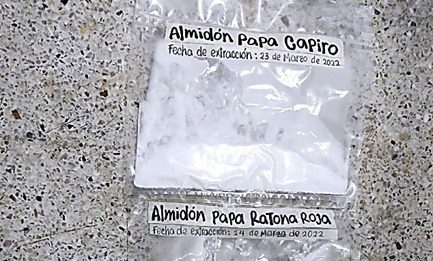 Almidón Papa Capiro
Fecha de extracción: 23 de Marzo de 2022
Almidón Papa Ratona Roja
Fecha de extracción: 24 de Marzo de 2022